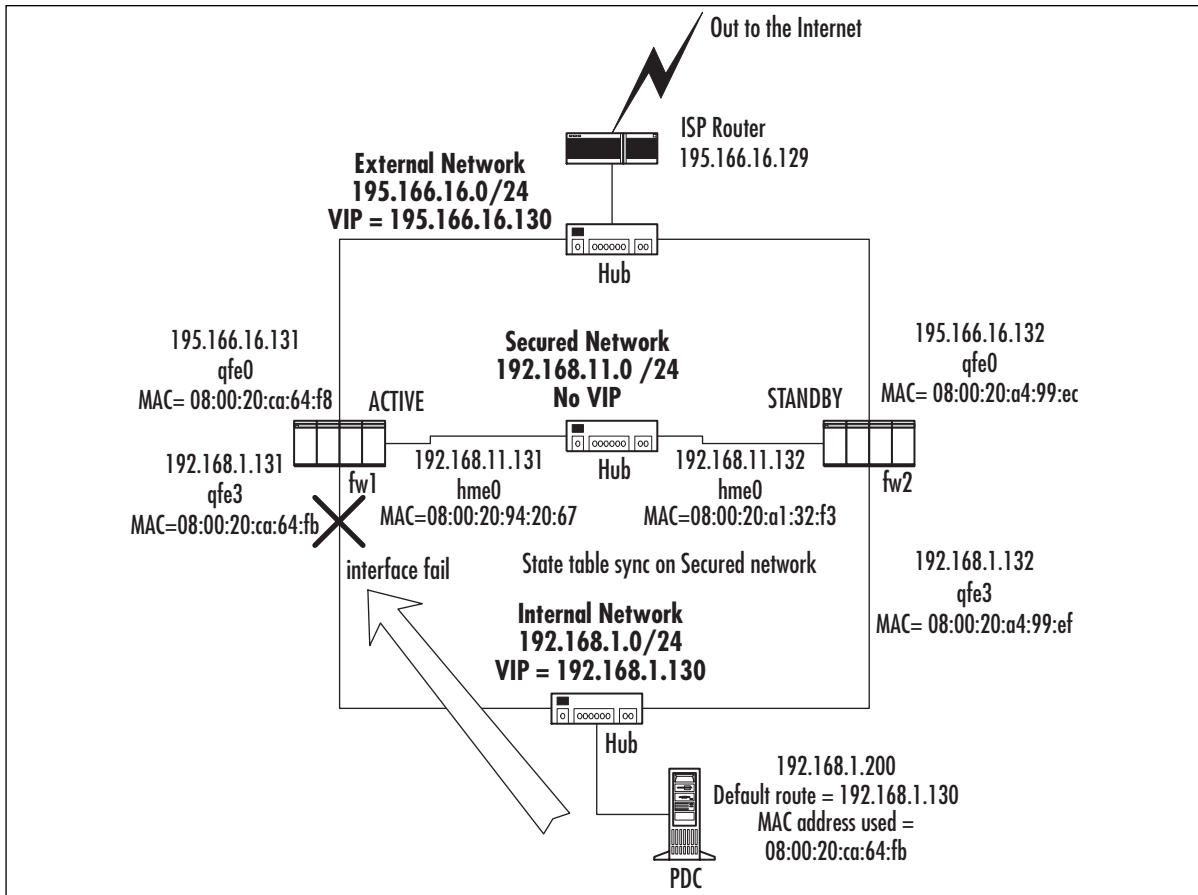 Out to the Internet
ISP Router
195.166.16.129
External Network
195.166.16.0/24
VIP = 195.166.16.130
Hub
195.166.16.131
qfe0
MAC= 08:00:20:ca:64:f8
ACTIVE
Secured Network
192.168.11.0 /24
No VIP
STANDBY
195.166.16.132
qfe0
MAC= 08:00:20:a4:99:ec
192.168.1.131
qfe3
MAC=08:00:20:ca:64:fb
fw1
192.168.11.131
hme0
MAC=08:00:20:94:20:67
Hub
192.168.11.132
hme0
MAC=08:00:20:a1:32:f3
fw2
interface fail
State table sync on Secured network
192.168.1.132
qfe3
MAC= 08:00:20:a4:99:ef
Internal Network
192.168.1.0/24
VIP = 192.168.1.130
Hub
192.168.1.200
Default route = 192.168.1.130
MAC address used =
08:00:20:ca:64:fb
PDC